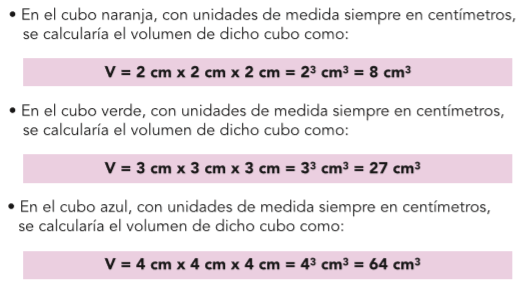 • En el cubo naranja, con unidades de medida siempre en centímetros,
se calcularía el volumen de dicho cubo como:
V = 2 cm x 2 cm x 2 cm = 2³ cm³ = 8 cm³
• En el cubo verde, con unidades de medida siempre en centímetros,
se calcularía el volumen de dicho cubo como:
V = 3 cm x 3 cm x 3 cm = 3³ cm³ = 27 cm³
• En el cubo azul, con unidades de medida siempre en centímetros,
se calcularía el volumen de dicho cubo como:
V = 4 cm x 4 cm x 4 cm = 4³ cm³ = 64 cm³